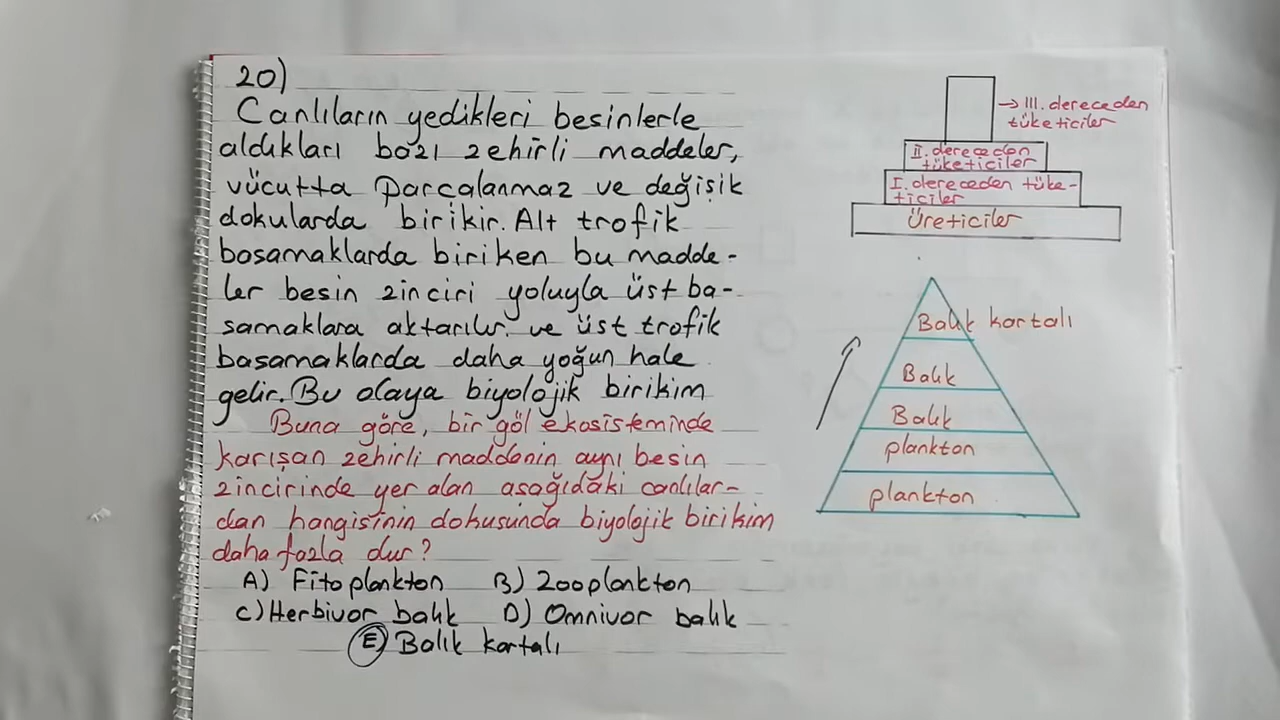 20)
Canlıların yedikleri besinlerle
aldıkları bazı zehirli maddeler,
vücutta parçalanmaz ve değişik
dokularda birikir. Alt trofik
basamaklarda biriken bu madde-
ler besin zinciri yoluyla üst ba-
samaklara aktarılır. ve üst trofik
basamaklarda daha yoğun hale
gelir. Bu olaya biyolojik birikim
Buna göre, bir göl ekosisteminde
karışan zehirli maddenin aynı besin
zincirinde yer alan aşağıdaki canlılar-
dan hangisinin dokusunda biyolojik birikim
daha fazla dır?
A) Fitoplankton B) Zooplankton
C) Herbivor balık D) Omnivor balık
E) Balık kartalı
→ III. dereceden
tüketiciler
II. dereceden
tüketiciler
I. dereceden tüke-
ticiler
üreticiler
Balık kartalı
Balık
Balık
plankton
plankton